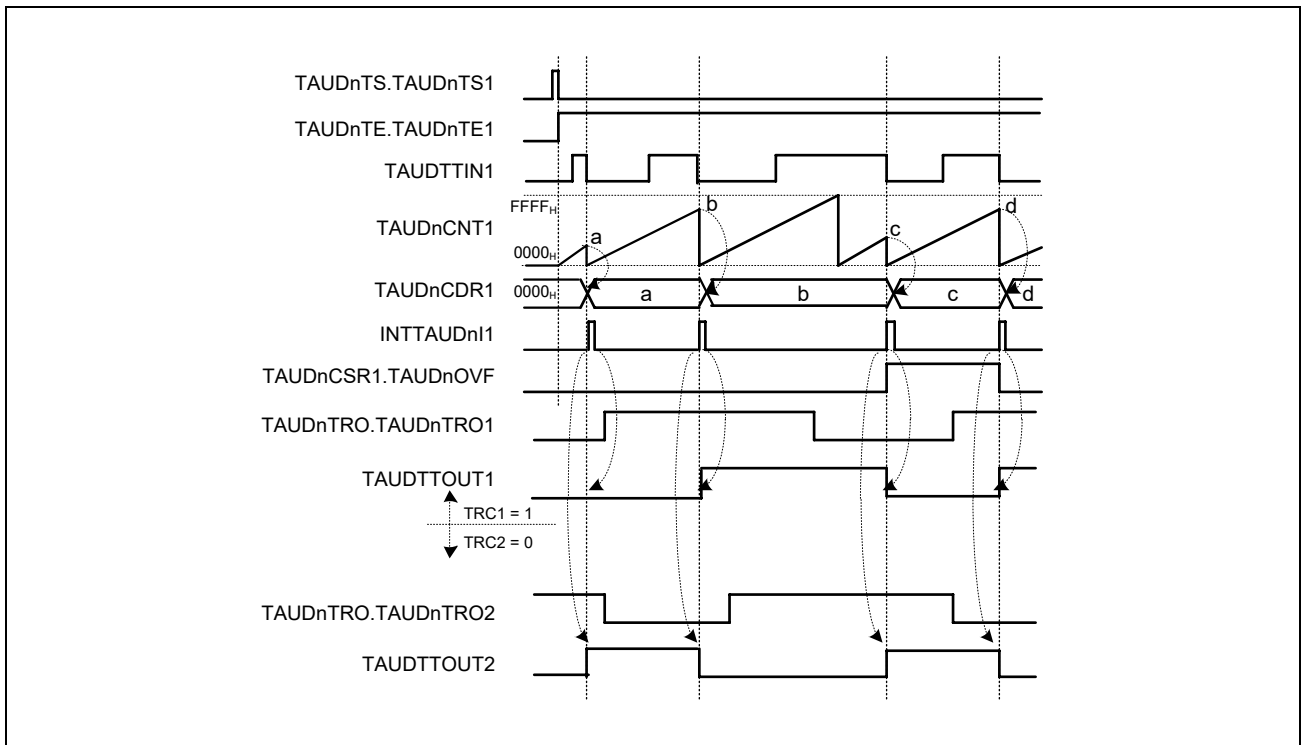 TAUDnTS.TAUDnTS1
TAUDnTE.TAUDnTE1
TAUDTTIN1
FFFFH
TAUDnCNT1
0000H
a
b
c
d
TAUDnCDR1
0000H
a
b
c
d
INTTAUDnI1
TAUDnCSR1.TAUDnOVF
TAUDnTRO.TAUDnTRO1
TAUDTTOUT1
TRC1 = 1
TRC2 = 0
TAUDnTRO.TAUDnTRO2
TAUDTTOUT2